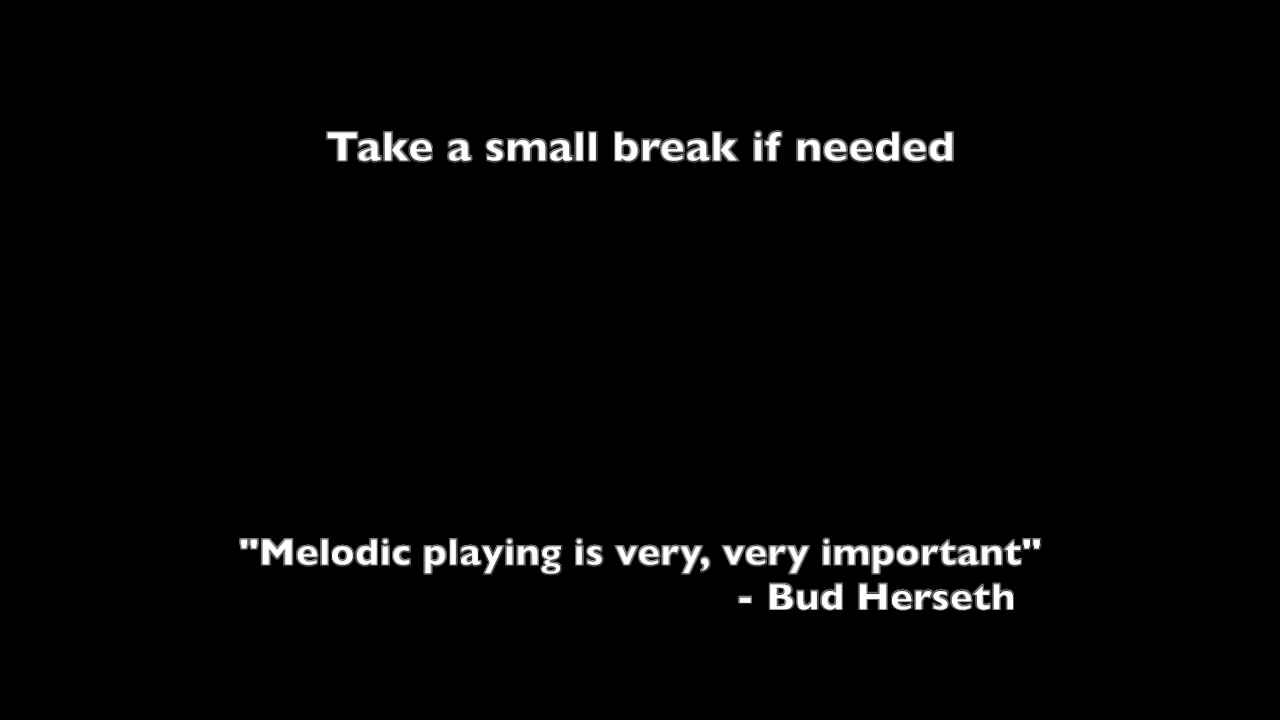 Take a small break if needed
"Melodic playing is very, very important"
- Bud Herseth